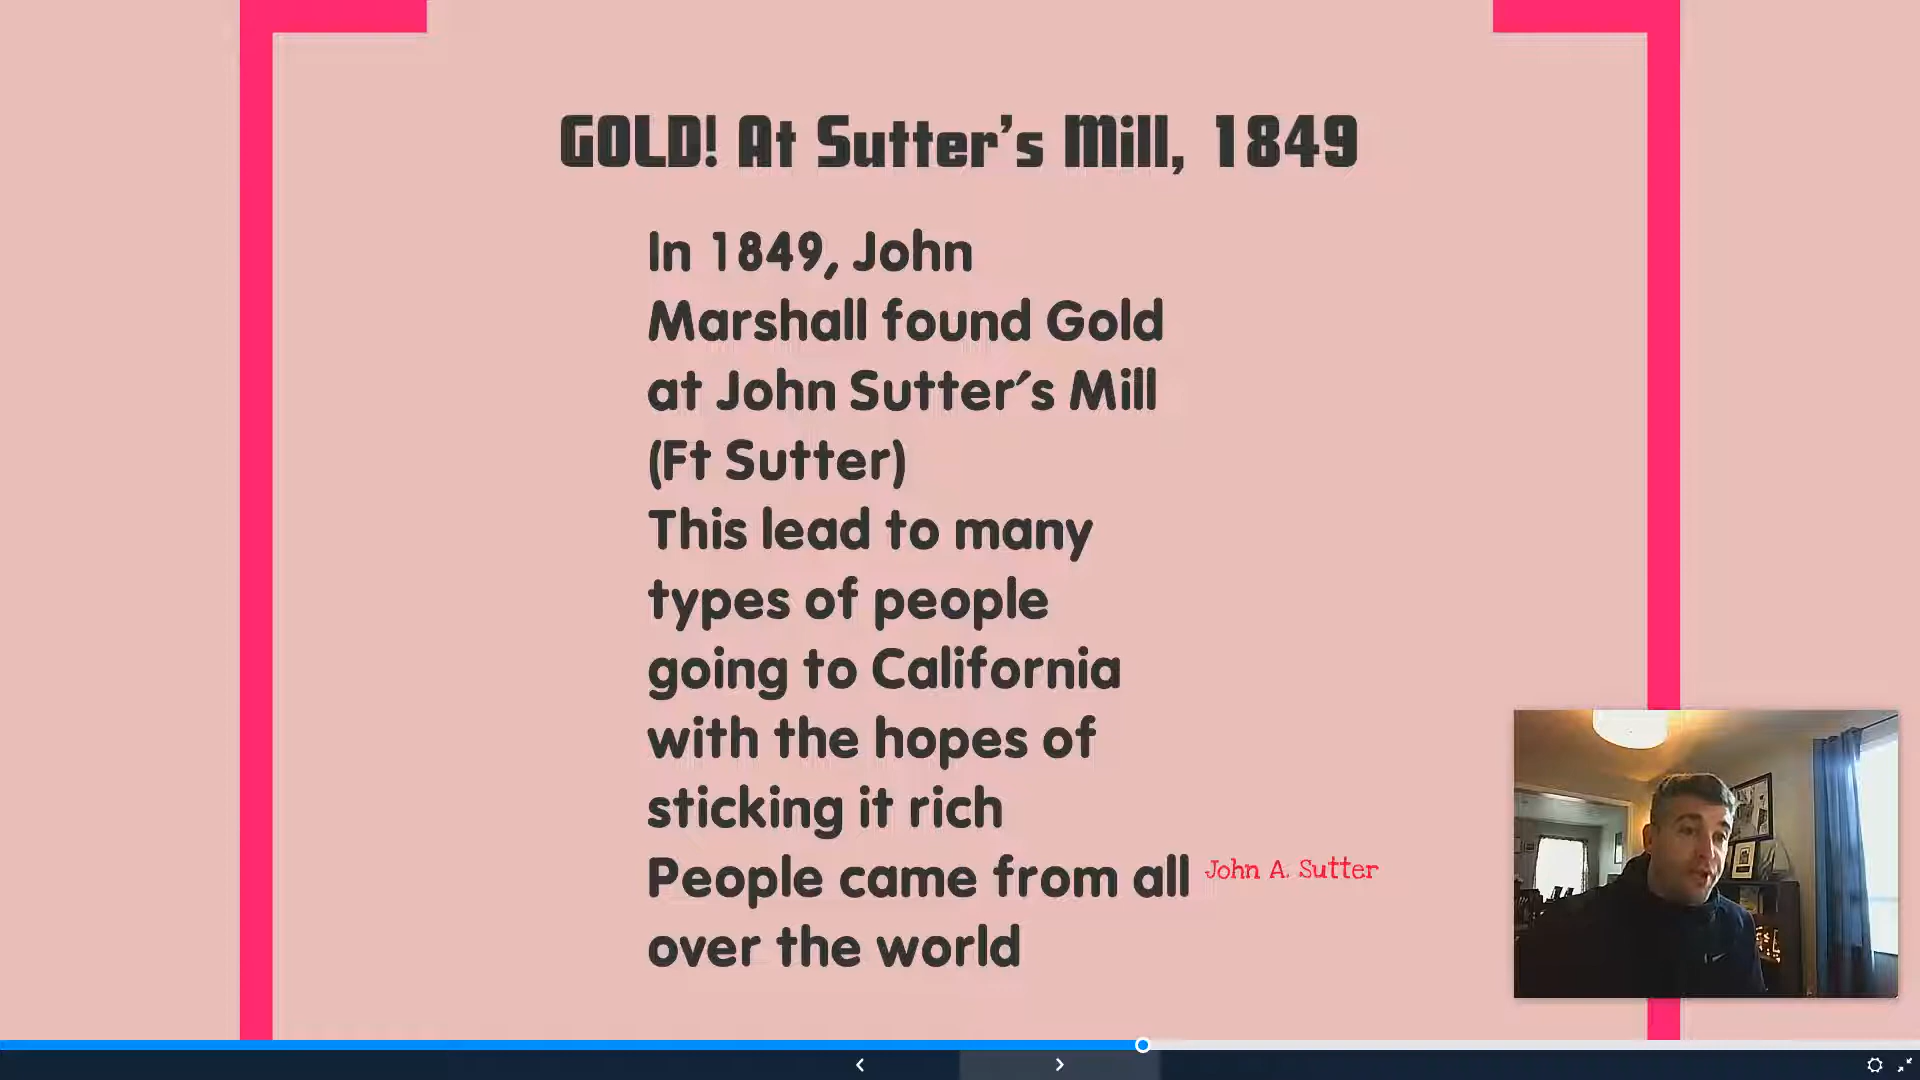 GOLD! At Sutter's Mill, 1849
In 1849, John
Marshall found Gold
at John Sutter's Mill
(Ft Sutter)
This lead to many
types of people
going to California
with the hopes of
sticking it rich
People came from all
over the world
John A. Sutter